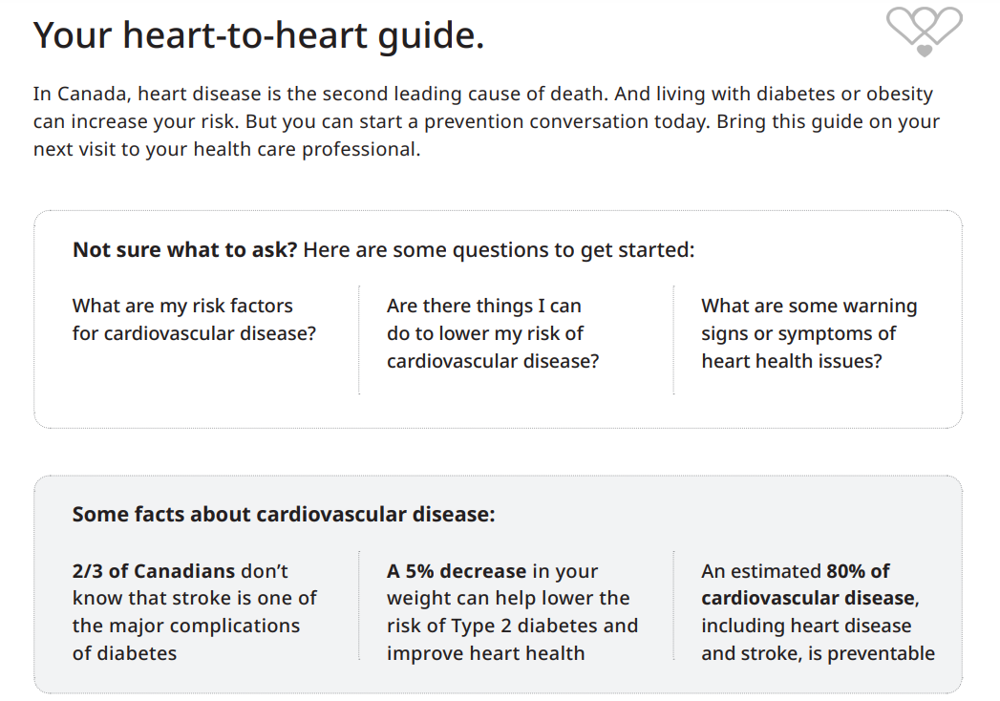 Your heart-to-heart guide.
In Canada, heart disease is the second leading cause of death. And living with diabetes or obesity
can increase your risk. But you can start a prevention conversation today. Bring this guide on your
next visit to your health care professional.
Not sure what to ask? Here are some questions to get started:
What are my risk factors
for cardiovascular disease?
Are there things I can
do to lower my risk of
cardiovascular disease?
What are some warning
signs or symptoms of
heart health issues?
Some facts about cardiovascular disease:
2/3 of Canadians don’t
know that stroke is one of
the major complications
of diabetes
A 5% decrease in your
weight can help lower the
risk of Type 2 diabetes and
improve heart health
An estimated 80% of
cardiovascular disease,
including heart disease
and stroke, is preventable